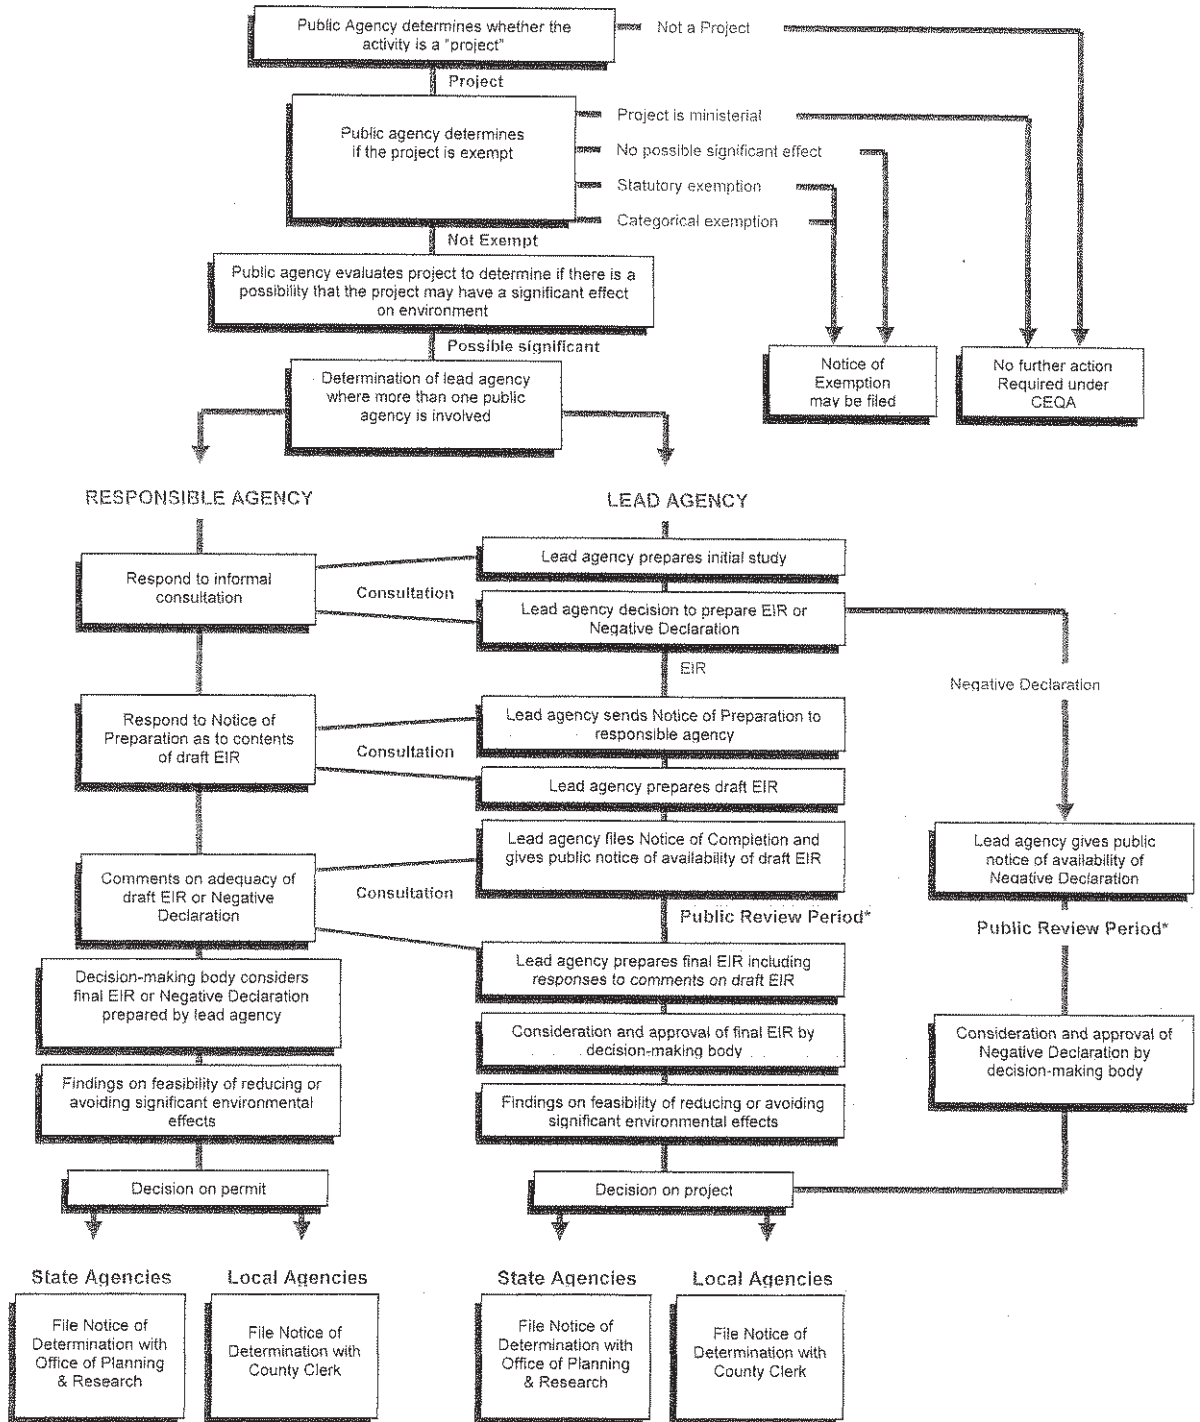 Public Agency determines whether the
activity is a "project"
Not a Project
Project
Public agency determines
if the project is exempt
Project is ministerial
No possible significant effect
Statutory exemption
Categorical exemption
Not Exempt
Public agency evaluates project to determine if there is a
possibility that the project may have a significant effect
on environment
Possible significant
Determination of lead agency
where more than one public
agency is involved
Notice of
Exemption
may be filed
No further action
Required under
CEQA
RESPONSIBLE AGENCY
LEAD AGENCY
Respond to informal
consultation
Consultation
Lead agency prepares initial study
Lead agency decision to prepare EIR or
Negative Declaration
EIR
Negative Declaration
Respond to Notice of
Preparation as to contents
of draft EIR
Consultation
Lead agency sends Notice of Preparation to
responsible agency
Lead agency prepares draft EIR
Lead agency files Notice of Completion and
gives public notice of availability of draft EIR
Comments on adequacy of
draft EIR or Negative
Declaration
Consultation
Public Review Period*
Lead agency gives public
notice of availability of
Negative Declaration
Public Review Period*
Decision-making body considers
final EIR or Negative Declaration
prepared by lead agency
Lead agency prepares final EIR including
responses to comments on draft EIR
Consideration and approval of final EIR by
decision-making body
Consideration and approval of
Negative Declaration by
decision-making body
Findings on feasibility of reducing or
avoiding significant environmental
effects
Findings on feasibility of reducing or avoiding
significant environmental effects
Decision on permit
Decision on project
State Agencies
Local Agencies
State Agencies
Local Agencies
File Notice of
Determination with
Office of Planning
& Research
File Notice of
Determination with
County Clerk
File Notice of
Determination with
Office of Planning
& Research
File Notice of
Determination with
County Clerk